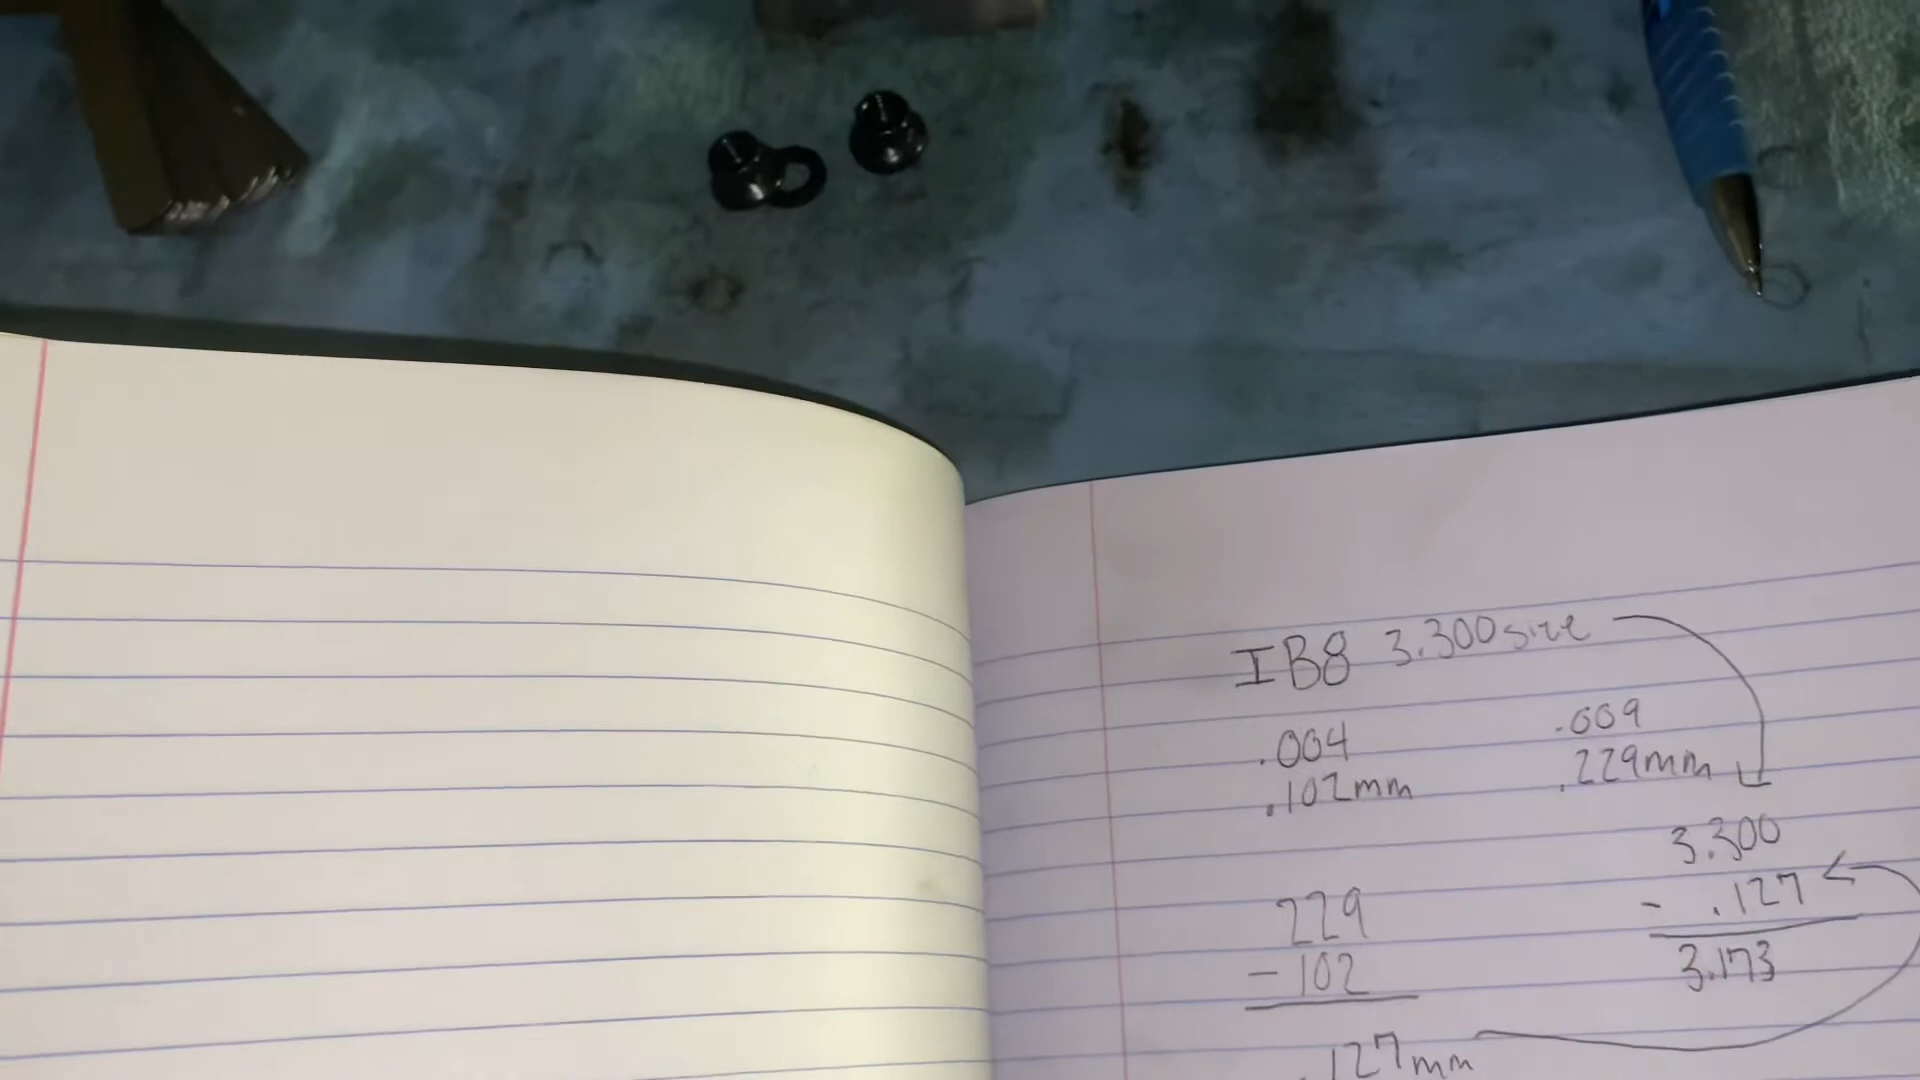 IB8 3.300 size
.004 .009
.102mm .229mm
3.300
229 - .127
-102 3.173
.127mm